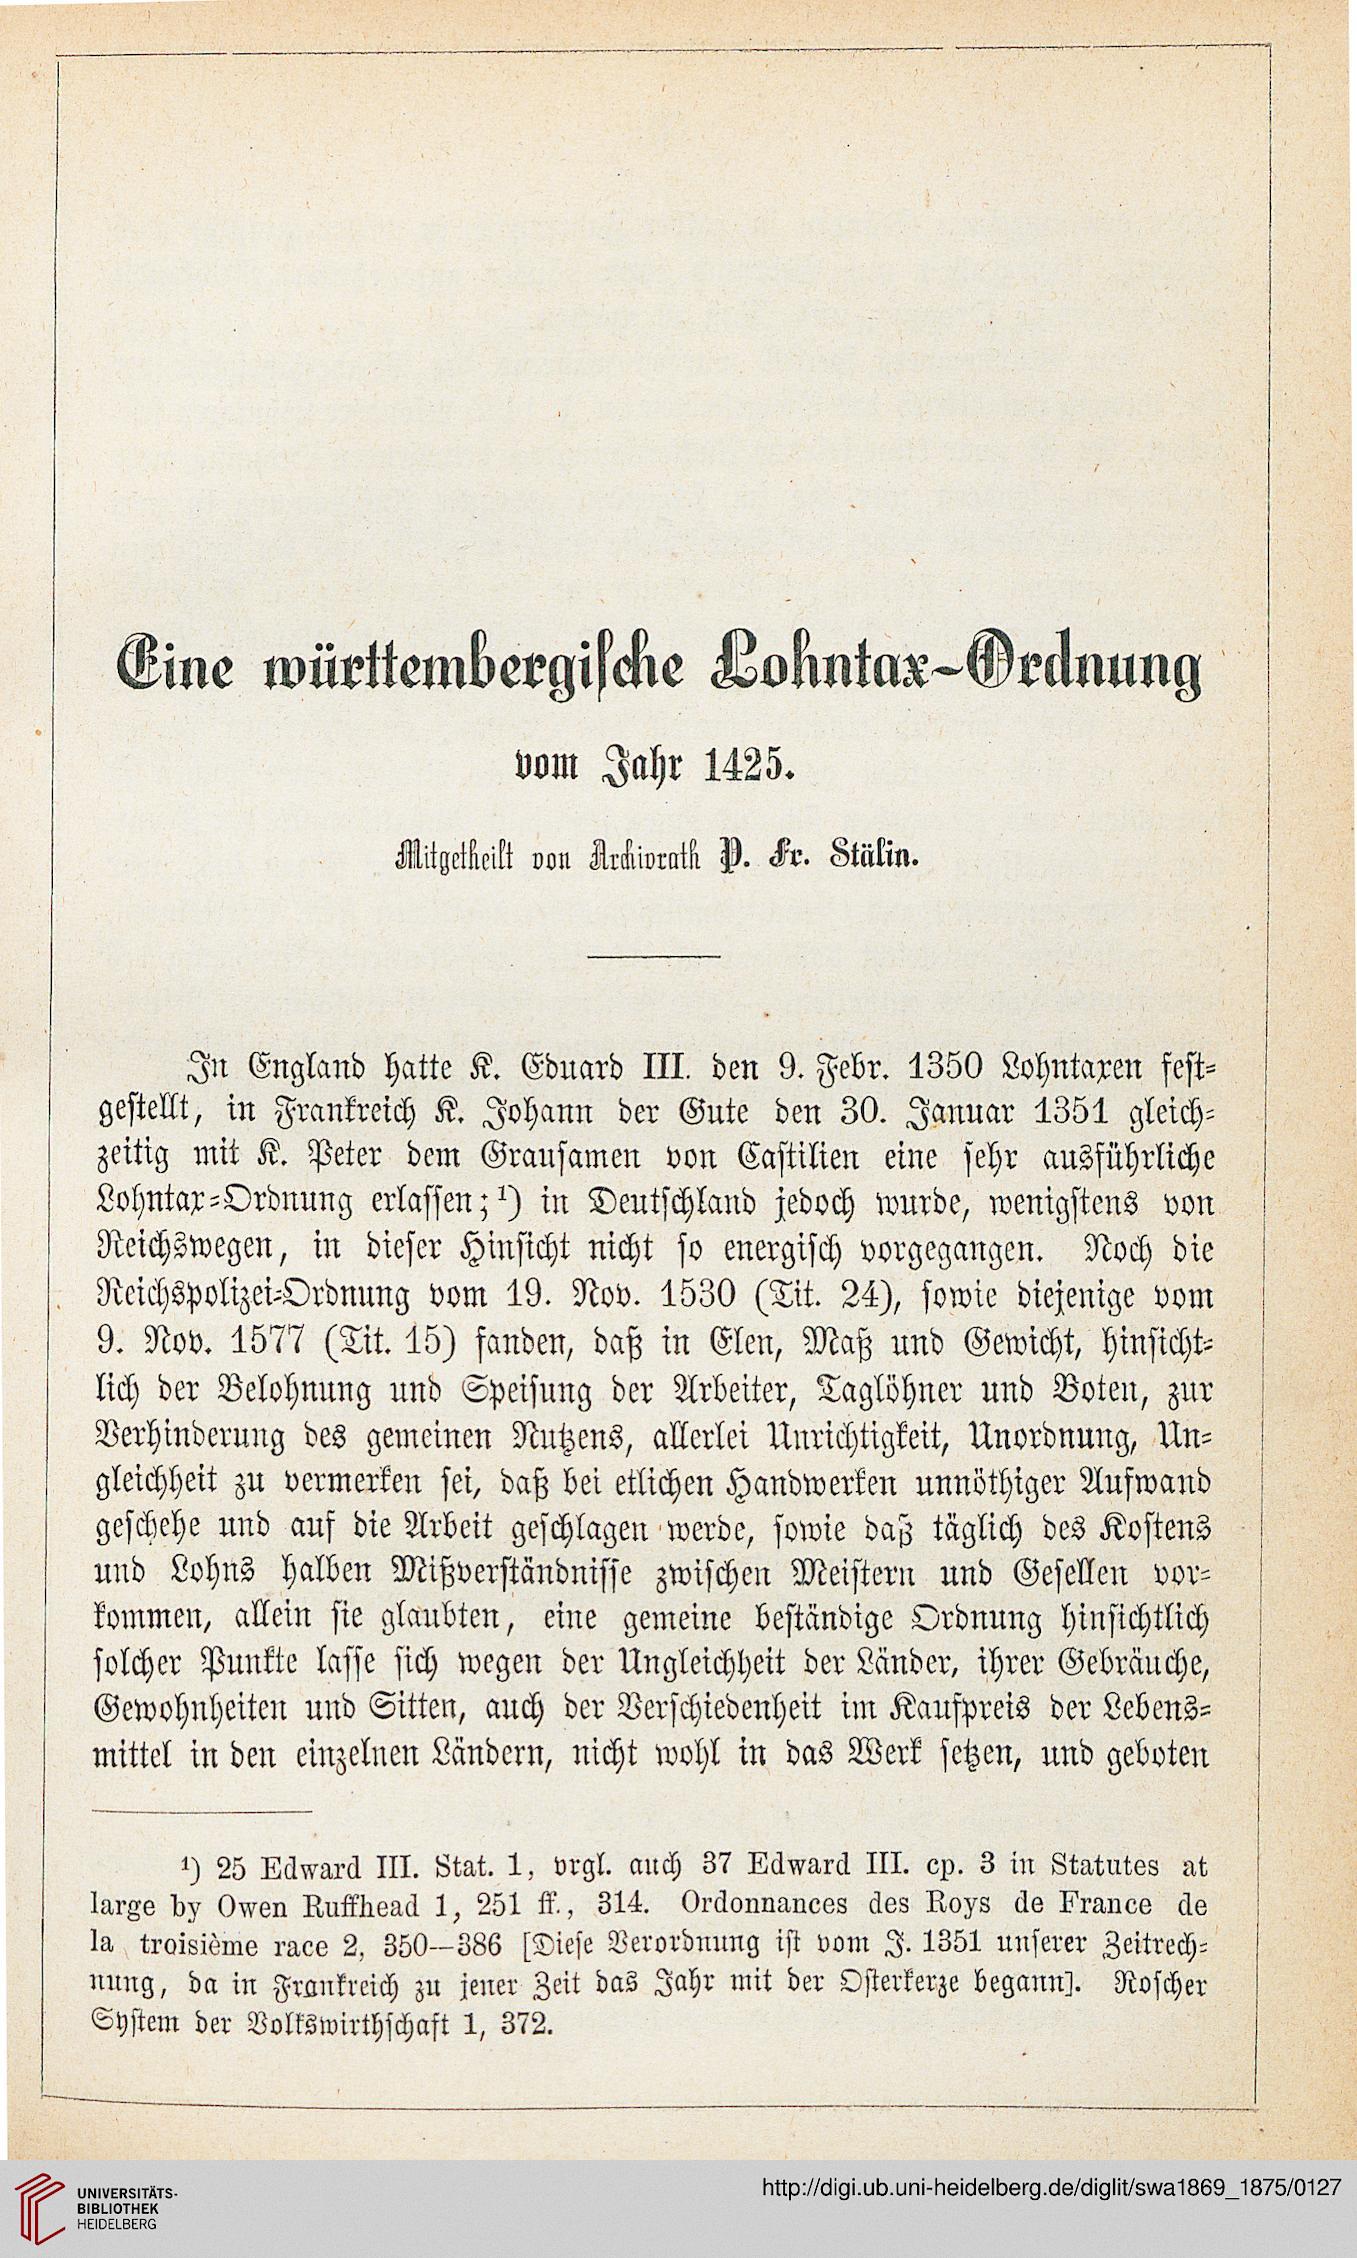 Eine württembergische Lohntax-Ordnung
vom Jahr 1425.
Mitgetheilt von Archivrath P. Fr. Stälin.
In England hatte K. Eduard III. den 9. Febr. 1350 Lohntaxen fest-
gestellt, in Frankreich K. Johann der Gute den 30. Januar 1351 gleich-
zeitig mit K. Peter dem Grausamen von Castilien eine sehr ausführliche
Lohntax-Ordnung erlassen;¹) in Deutschland jedoch wurde, wenigstens von
Reichswegen, in dieser Hinsicht nicht so energisch vorgegangen. Noch die
Reichspolizei-Ordnung vom 19. Nov. 1530 (Tit. 24), sowie diejenige vom
9. Nov. 1577 (Tit. 15) fanden, daß in Elen, Maß und Gewicht, hinsicht-
lich der Belohnung und Speisung der Arbeiter, Taglöhner und Boten, zur
Verhinderung des gemeinen Nutzens, allerlei Unrichtigkeit, Unordnung, Un-
gleichheit zu vermerken sei, daß bei etlichen Handwerken unnöthiger Aufwand
geschehe und auf die Arbeit geschlagen werde, sowie daß täglich des Kostens
und Lohns halben Mißverständnisse zwischen Meistern und Gesellen vor-
kommen, allein sie glaubten, eine gemeine beständige Ordnung hinsichtlich
solcher Punkte lasse sich wegen der Ungleichheit der Länder, ihrer Gebräuche,
Gewohnheiten und Sitten, auch der Verschiedenheit im Kaufpreis der Lebens-
mittel in den einzelnen Ländern, nicht wohl in das Werk setzen, und geboten
¹) 25 Edward III. Stat. 1, vrgl. auch 37 Edward III. cp. 3 in Statutes at
large by Owen Ruffhead 1, 251 ff., 314. Ordonnances des Roys de France de
la troisième race 2, 350—386 [Diese Verordnung ist vom J. 1351 unserer Zeitrech-
nung, da in Frankreich zu jener Zeit das Jahr mit der Osterkerze begann]. Roscher
System der Volkswirthschaft 1, 372.
UNIVERSITÄTS-
BIBLIOTHEK
HEIDELBERG
http://digi.ub.uni-heidelberg.de/diglit/swa1869_1875/0127